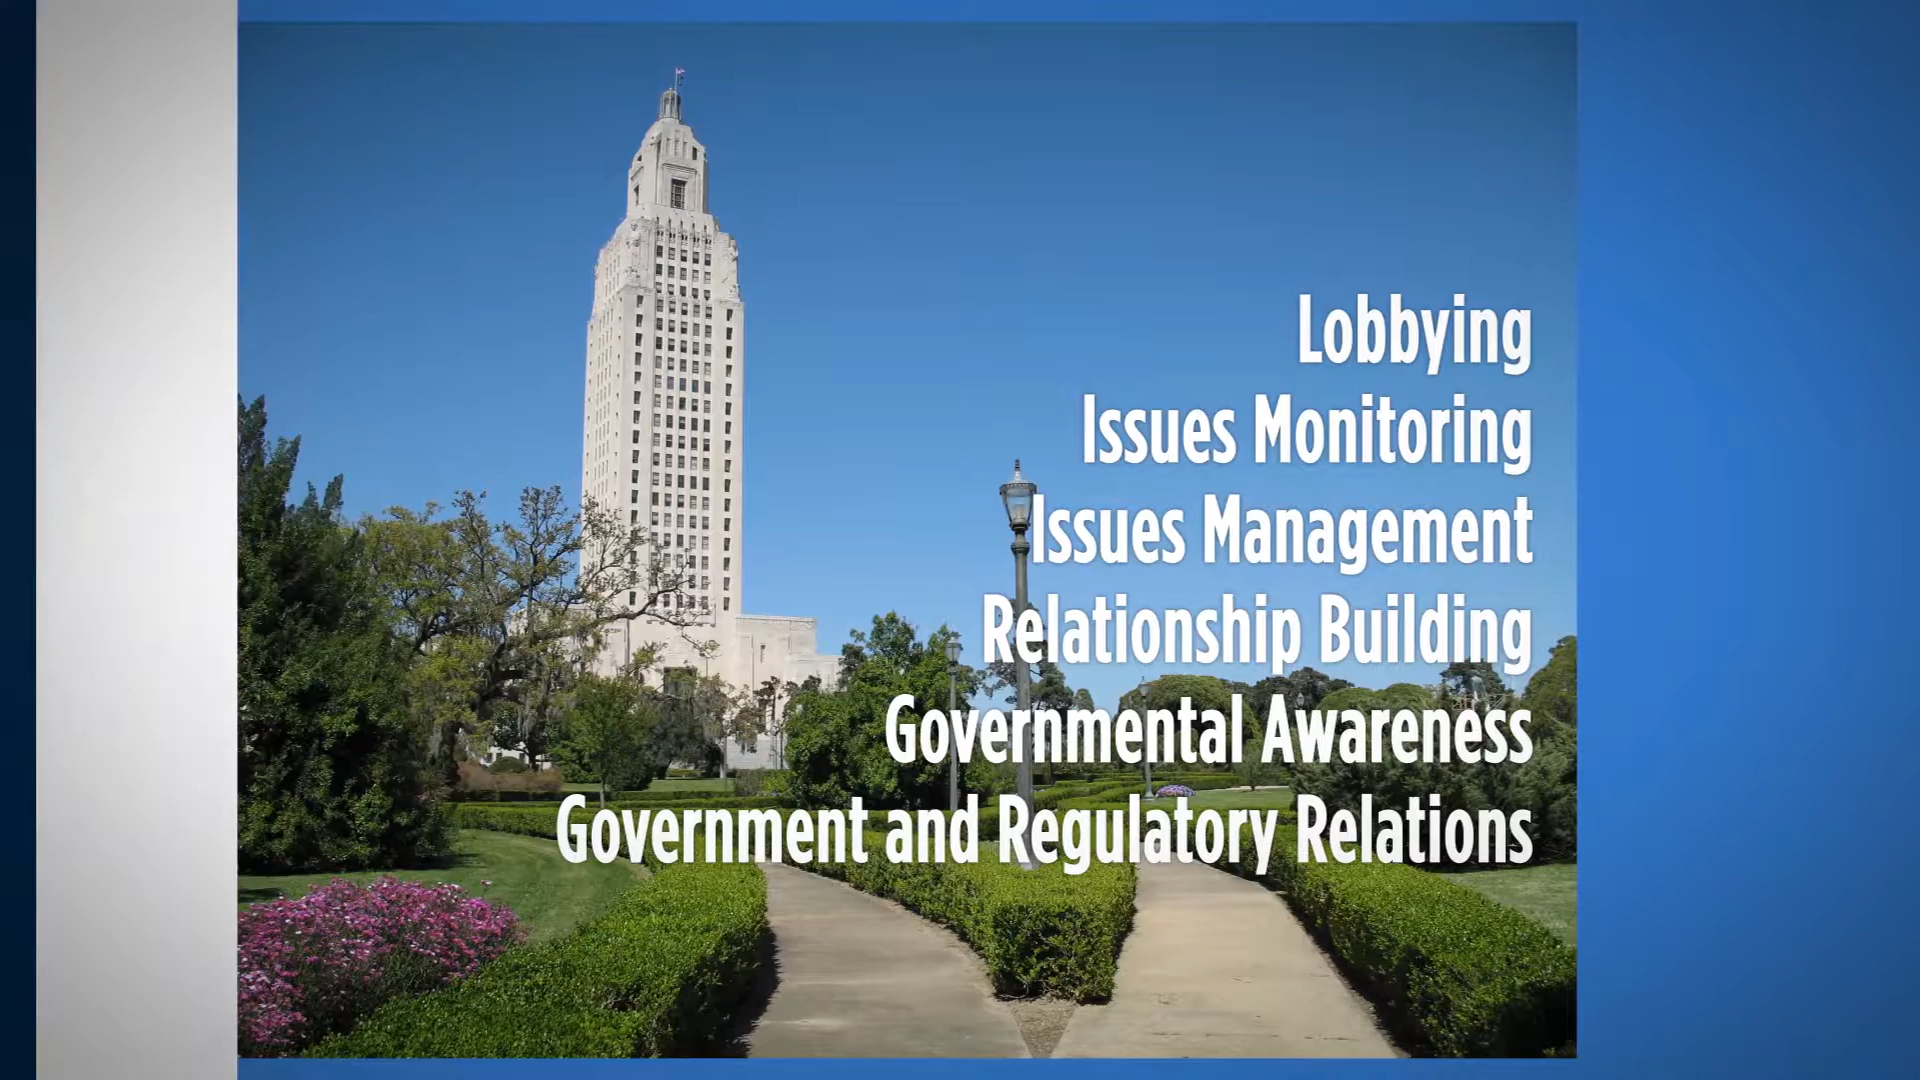 Lobbying
Issues Monitoring
Issues Management
Relationship Building
Governmental Awareness
Government and Regulatory Relations